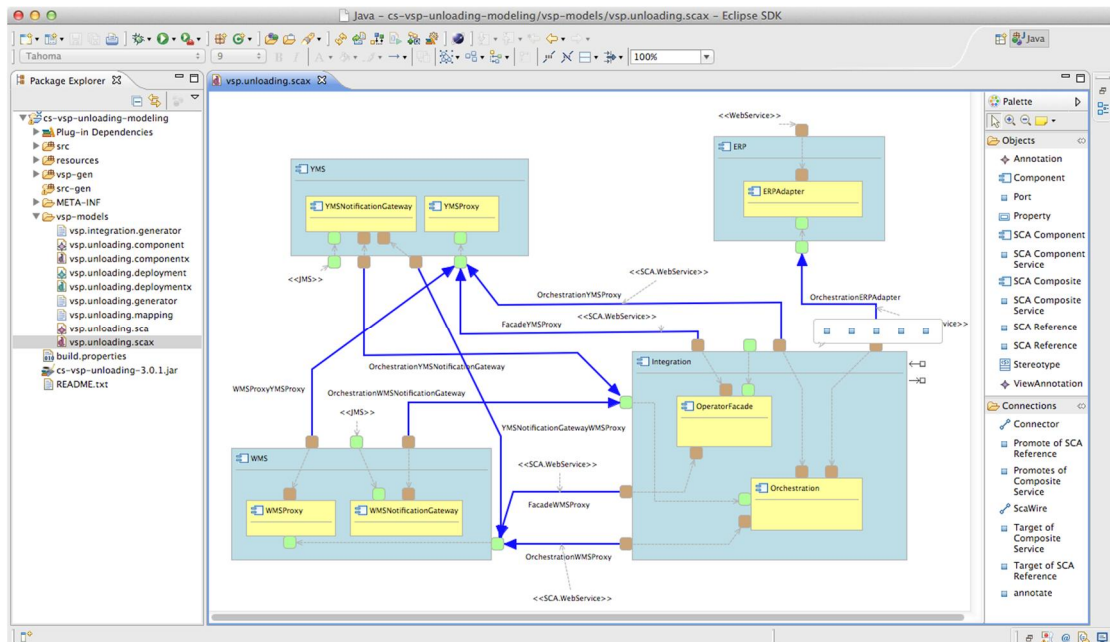 Java – cs-vsp-unloading-modeling/vsp-models/vsp.unloading.scax – Eclipse SDK
Java
Tahoma
9
B I
A
100%
Package Explorer
cs-vsp-unloading-modeling
Plug-in Dependencies
src
resources
vsp-gen
src-gen
META-INF
vsp-models
vsp.integration.generator
vsp.unloading.component
vsp.unloading.componentx
vsp.unloading.deployment
vsp.unloading.deploymentx
vsp.unloading.generator
vsp.unloading.mapping
vsp.unloading.sca
vsp.unloading.scax
build.properties
cs-vsp-unloading-3.0.1.jar
README.txt
vsp.unloading.scax
<<WebService>>
ERP
ERPAdapter
YMS
YMSNotificationGateway
YMSProxy
<<JMS>>
<<SCA.WebService>>
OrchestrationYMSProxy
OrchestrationERPAdapter
<<SCA.WebService>>
FacadeYMSProxy
vice>>
OrchestrationYMSNotificationGateway
Integration
WMSProxyYMSProxy
OrchestrationWMSNotificationGateway
<<JMS>>
OperatorFacade
YMSNotificationGatewayWMSProxy
WMS
<<SCA.WebService>>
Orchestration
WMSProxy
WMSNotificationGateway
FacadeWMSProxy
OrchestrationWMSProxy
<<SCA.WebService>>
Palette
Objects
Annotation
Component
Port
Property
SCA Component
SCA Component
Service
SCA Composite
SCA Composite
Service
SCA Reference
SCA Reference
Stereotype
ViewAnnotation
Connections
Connector
Promote of SCA
Reference
Promotes of
Composite
Service
ScaWire
Target of
Composite
Service
Target of SCA
Reference
annotate